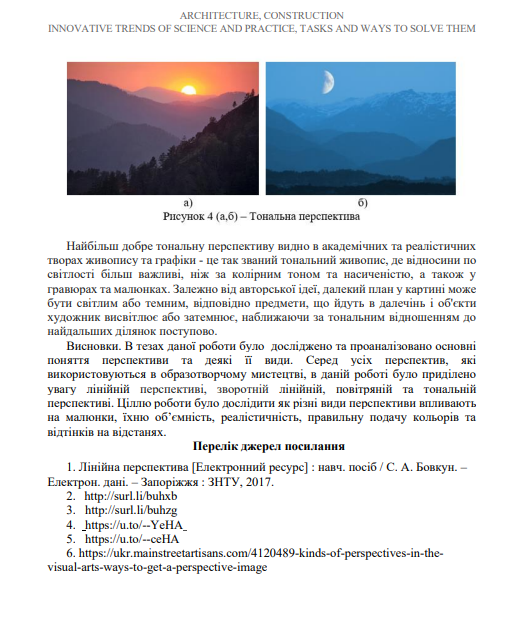 ARCHITECTURE, CONSTRUCTION
INNOVATIVE TRENDS OF SCIENCE AND PRACTICE, TASKS AND WAYS TO SOLVE THEM
а) б)
Рисунок 4 (а,б) – Тональна перспектива
Найбільш добре тональну перспективу видно в академічних та реалістичних
творах живопису та графіки - це так званий тональний живопис, де відносини по
світлості більш важливі, ніж за колірним тоном та насиченістю, а також у
гравюрах та малюнках. Залежно від авторської ідеї, далекий план у картині може
бути світлим або темним, відповідно предмети, що йдуть в далечінь і об'єкти
художник висвітлює або затемнює, наближаючи за тональним відношенням до
найдальших ділянок поступово.
Висновки. В тезах даної роботи було досліджено та проаналізовано основні
поняття перспективи та деякі її види. Серед усіх перспектив, які
використовуються в образотворчому мистецтві, в даній роботі було приділено
увагу лінійній перспективі, зворотній лінійній, повітряній та тональній
перспективі. Ціллю роботи було дослідити як різні види перспективи впливають
на малюнки, їхню об’ємність, реалістичність, правильну подачу кольорів та
відтінків на відстанях.
Перелік джерел посилання
1. Лінійна перспектива [Електронний ресурс] : навч. посіб / С. А. Бовкун. –
Електрон. дані. – Запоріжжя : ЗНТУ, 2017.
2. http://surl.li/buhxb
3. http://surl.li/buhzg
4. https://u.to/--YeHA
5. https://u.to/--ceHA
6. https://ukr.mainstreetartisans.com/4120489-kinds-of-perspectives-in-the-
visual-arts-ways-to-get-a-perspective-image